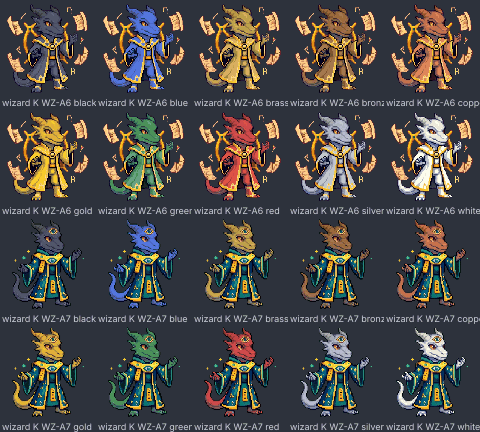 wizard K WZ-A6 black
wizard K WZ-A6 blue
wizard K WZ-A6 brass
wizard K WZ-A6 bronz
wizard K WZ-A6 copp
wizard K WZ-A6 gold
wizard K WZ-A6 green
wizard K WZ-A6 red
wizard K WZ-A6 silver
wizard K WZ-A6 white
wizard K WZ-A7 black
wizard K WZ-A7 blue
wizard K WZ-A7 brass
wizard K WZ-A7 bronz
wizard K WZ-A7 copp
wizard K WZ-A7 gold
wizard K WZ-A7 green
wizard K WZ-A7 red
wizard K WZ-A7 silver
wizard K WZ-A7 white